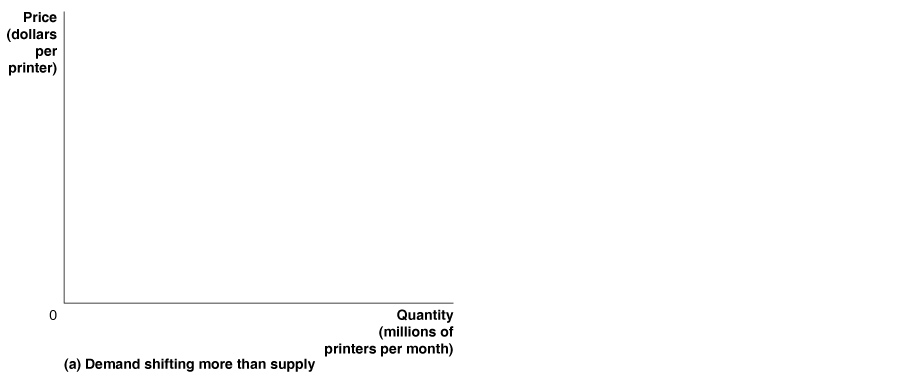 Price
(dollars
per
printer)
0
Quantity
(millions of
printers per month)
(a) Demand shifting more than supply